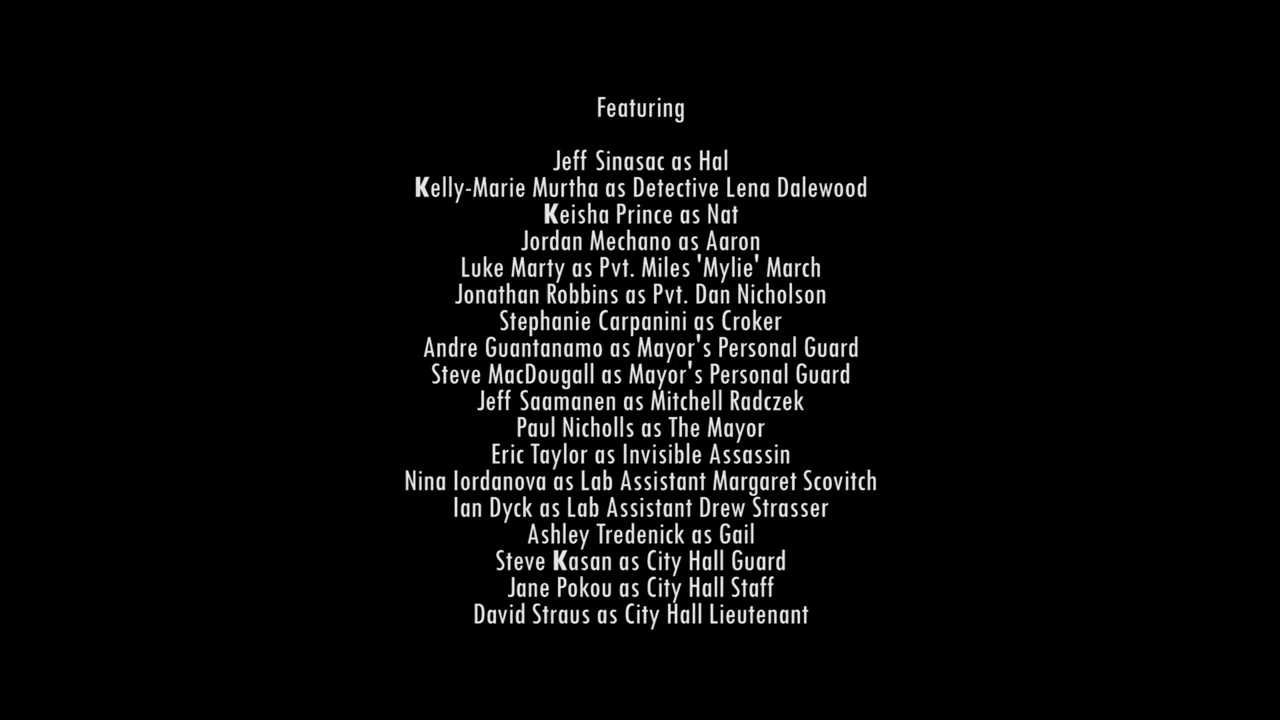 Featuring
Jeff Sinasac as Hal
Kelly-Marie Murtha as Detective Lena Dalewood
Keisha Prince as Nat
Jordan Mechano as Aaron
Luke Marty as Pvt. Miles 'Mylie' March
Jonathan Robbins as Pvt. Dan Nicholson
Stephanie Carpanini as Croker
Andre Guantanamo as Mayor's Personal Guard
Steve MacDougall as Mayor's Personal Guard
Jeff Saamanen as Mitchell Radczek
Paul Nicholls as The Mayor
Eric Taylor as Invisible Assassin
Nina Iordanova as Lab Assistant Margaret Scovitch
Ian Dyck as Lab Assistant Drew Strasser
Ashley Tredenick as Gail
Steve Kasan as City Hall Guard
Jane Pokou as City Hall Staff
David Straus as City Hall Lieutenant